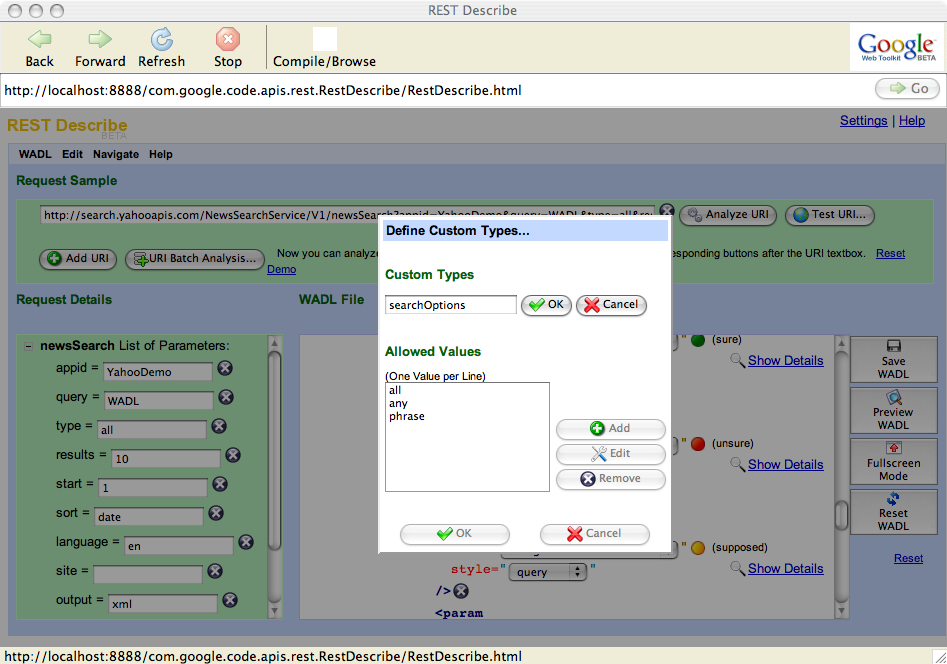 REST Describe
Back Forward Refresh Stop Compile/Browse
Google
Web Toolkit BETA
http://localhost:8888/com.google.code.apis.rest.RestDescribe/RestDescribe.html
Go
REST Describe
BETA
Settings | Help
WADL Edit Navigate Help
Request Sample
http://search.yahooapis.com/NewsSearchService/V1/newsSearch?appid=YahooDemo&query=WADL&type=all&res
Analyze URI
Test URI...
Add URI
URI Batch Analysis...
Now you can analyze
sponding buttons after the URI textbox.
Reset
Demo
Request Details
WADL File
newsSearch List of Parameters:
appid = YahooDemo
query = WADL
type = all
results = 10
start = 1
sort = date
language = en
site =
output = xml
Define Custom Types...
Custom Types
searchOptions
OK
Cancel
Allowed Values
(One Value per Line)
all
any
phrase
Add
Edit
Remove
OK
Cancel
" (sure)
Show Details
" (unsure)
Show Details
" (supposed)
Show Details
style="query"
/>
<param
Save
WADL
Preview
WADL
Fullscreen
Mode
Reset
WADL
Reset
http://localhost:8888/com.google.code.apis.rest.RestDescribe/RestDescribe.html